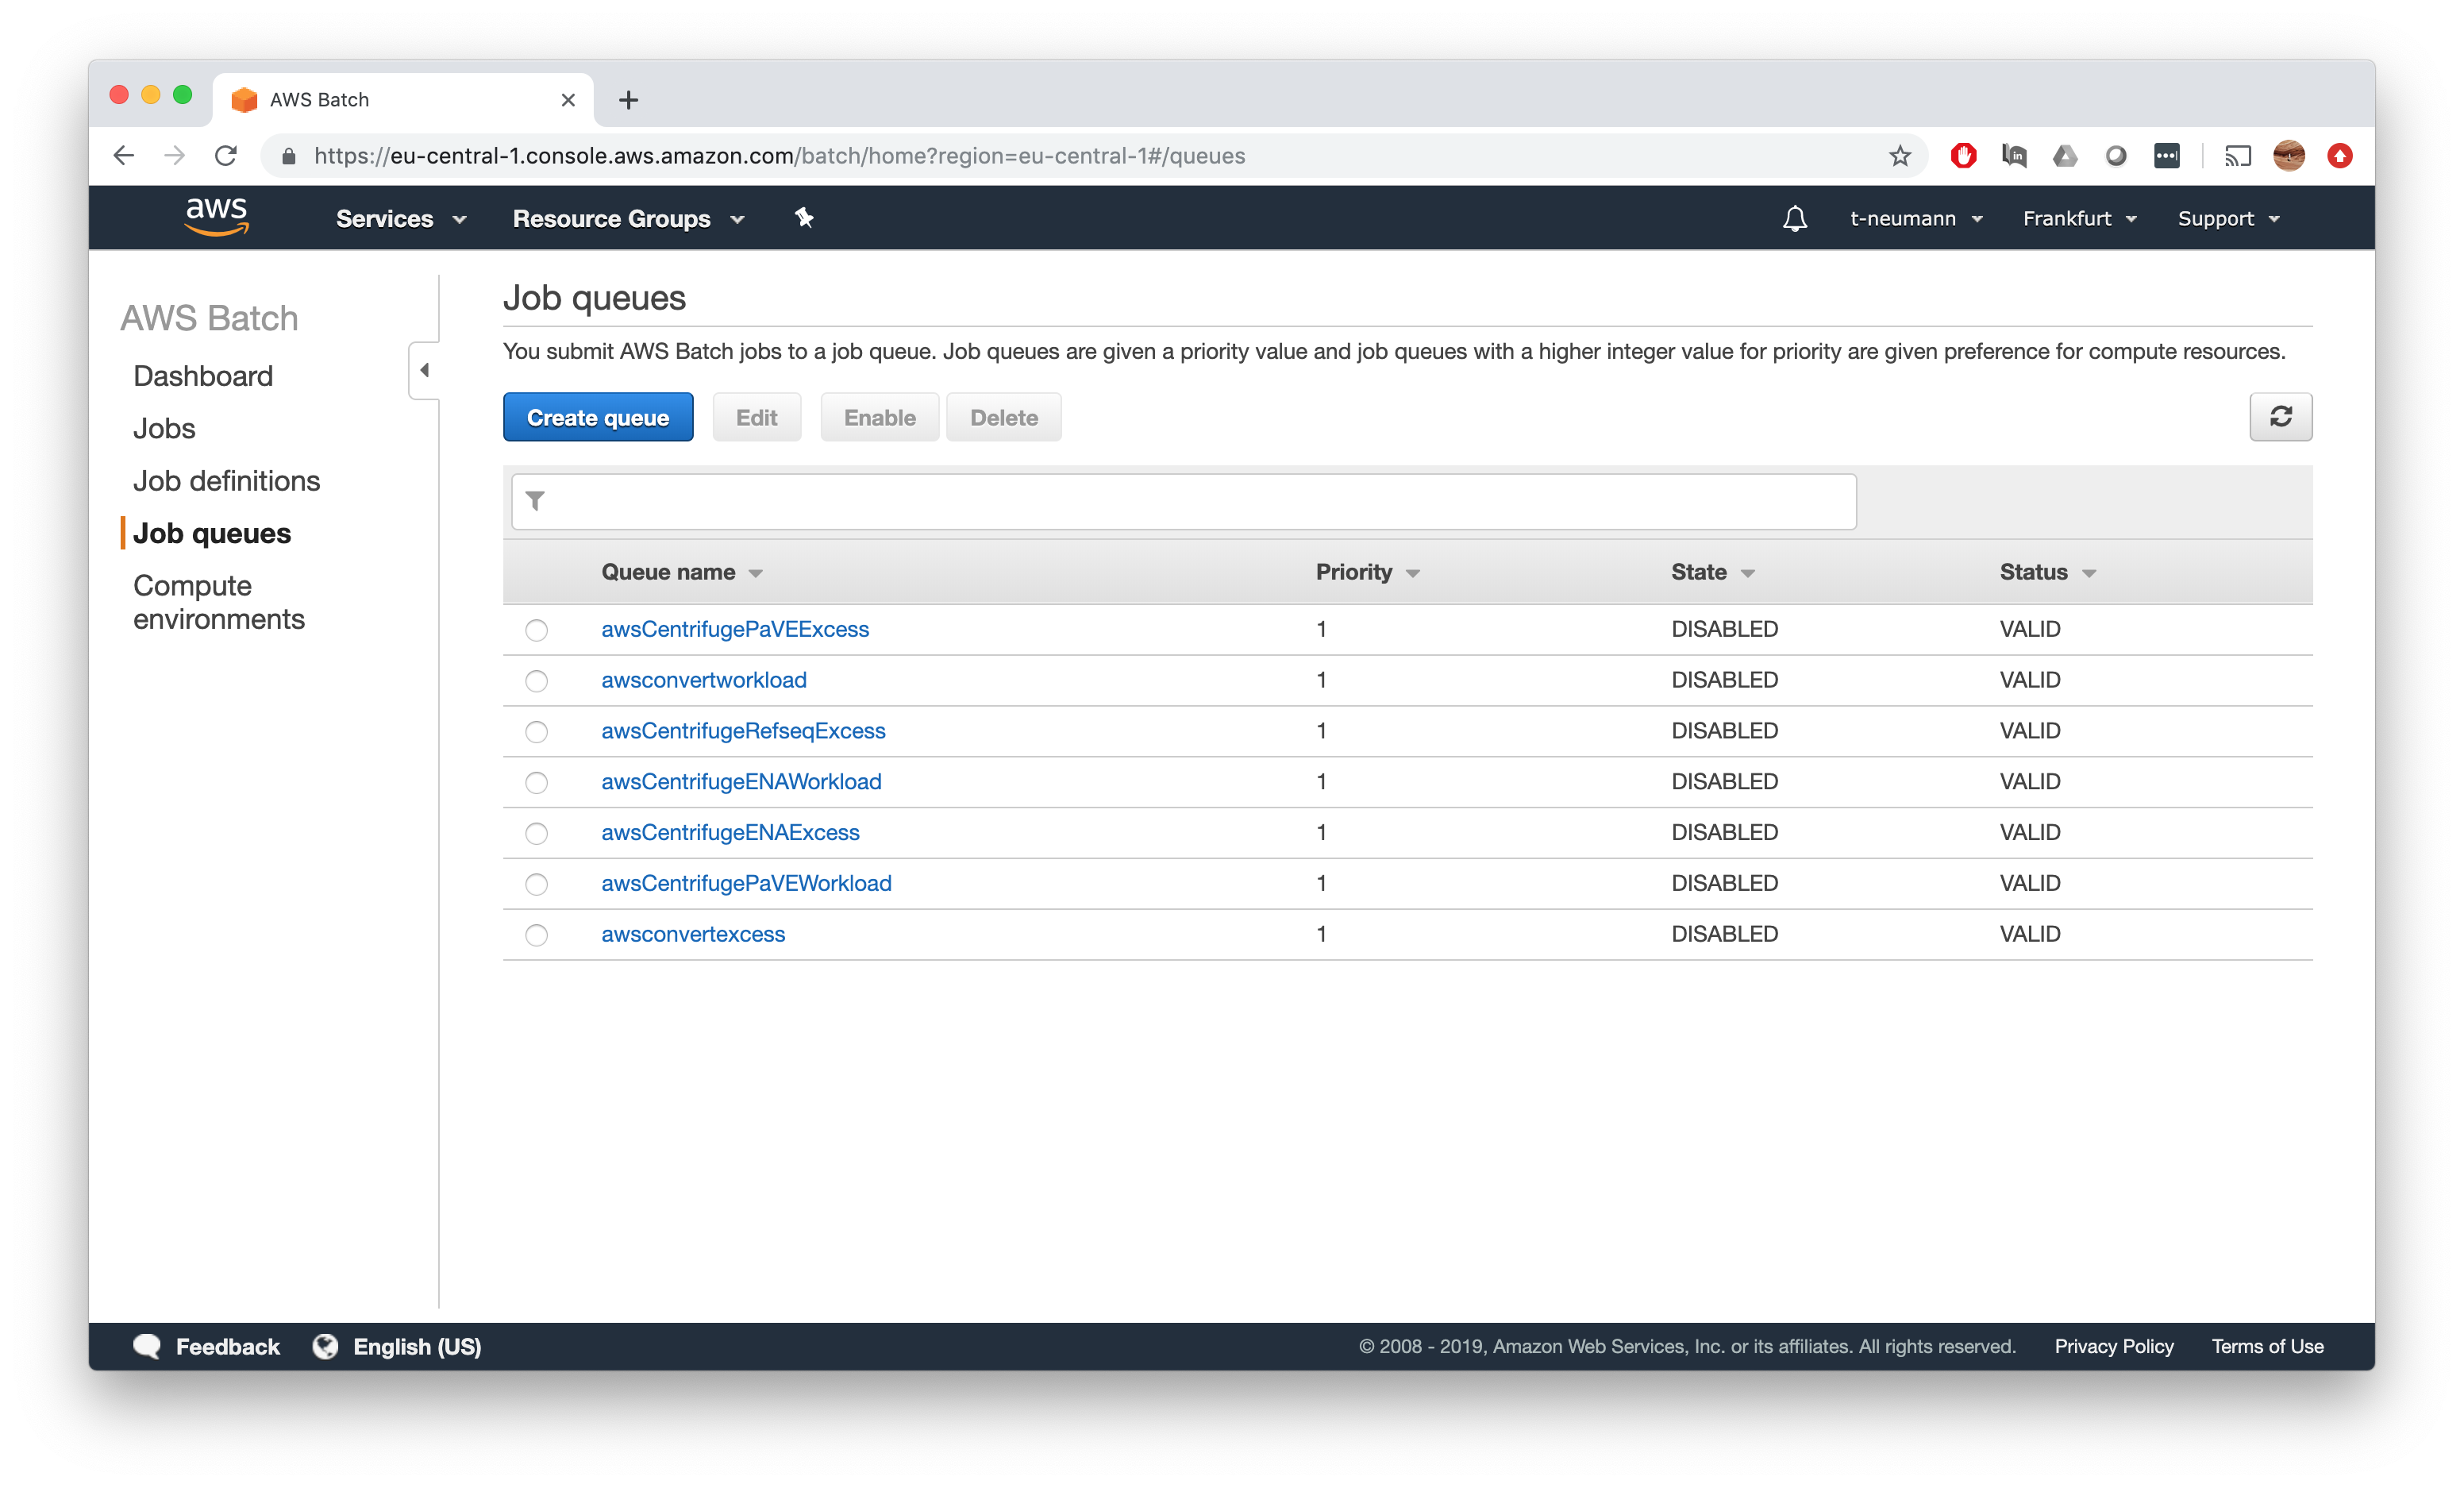 AWS Batch
https://eu-central-1.console.aws.amazon.com/batch/home?region=eu-central-1#/queues
aws Services Resource Groups t-neumann Frankfurt Support
AWS Batch
Dashboard
Jobs
Job definitions
Job queues
Compute
environments
Job queues
You submit AWS Batch jobs to a job queue. Job queues are given a priority value and job queues with a higher integer value for priority are given preference for compute resources.
Create queue Edit Enable Delete
Queue name Priority State Status
awsCentrifugePaVEExcess 1 DISABLED VALID
awsconvertworkload 1 DISABLED VALID
awsCentrifugeRefseqExcess 1 DISABLED VALID
awsCentrifugeENAWorkload 1 DISABLED VALID
awsCentrifugeENAExcess 1 DISABLED VALID
awsCentrifugePaVEWorkload 1 DISABLED VALID
awsconvertexcess 1 DISABLED VALID
Feedback English (US) © 2008 - 2019, Amazon Web Services, Inc. or its affiliates. All rights reserved. Privacy Policy Terms of Use